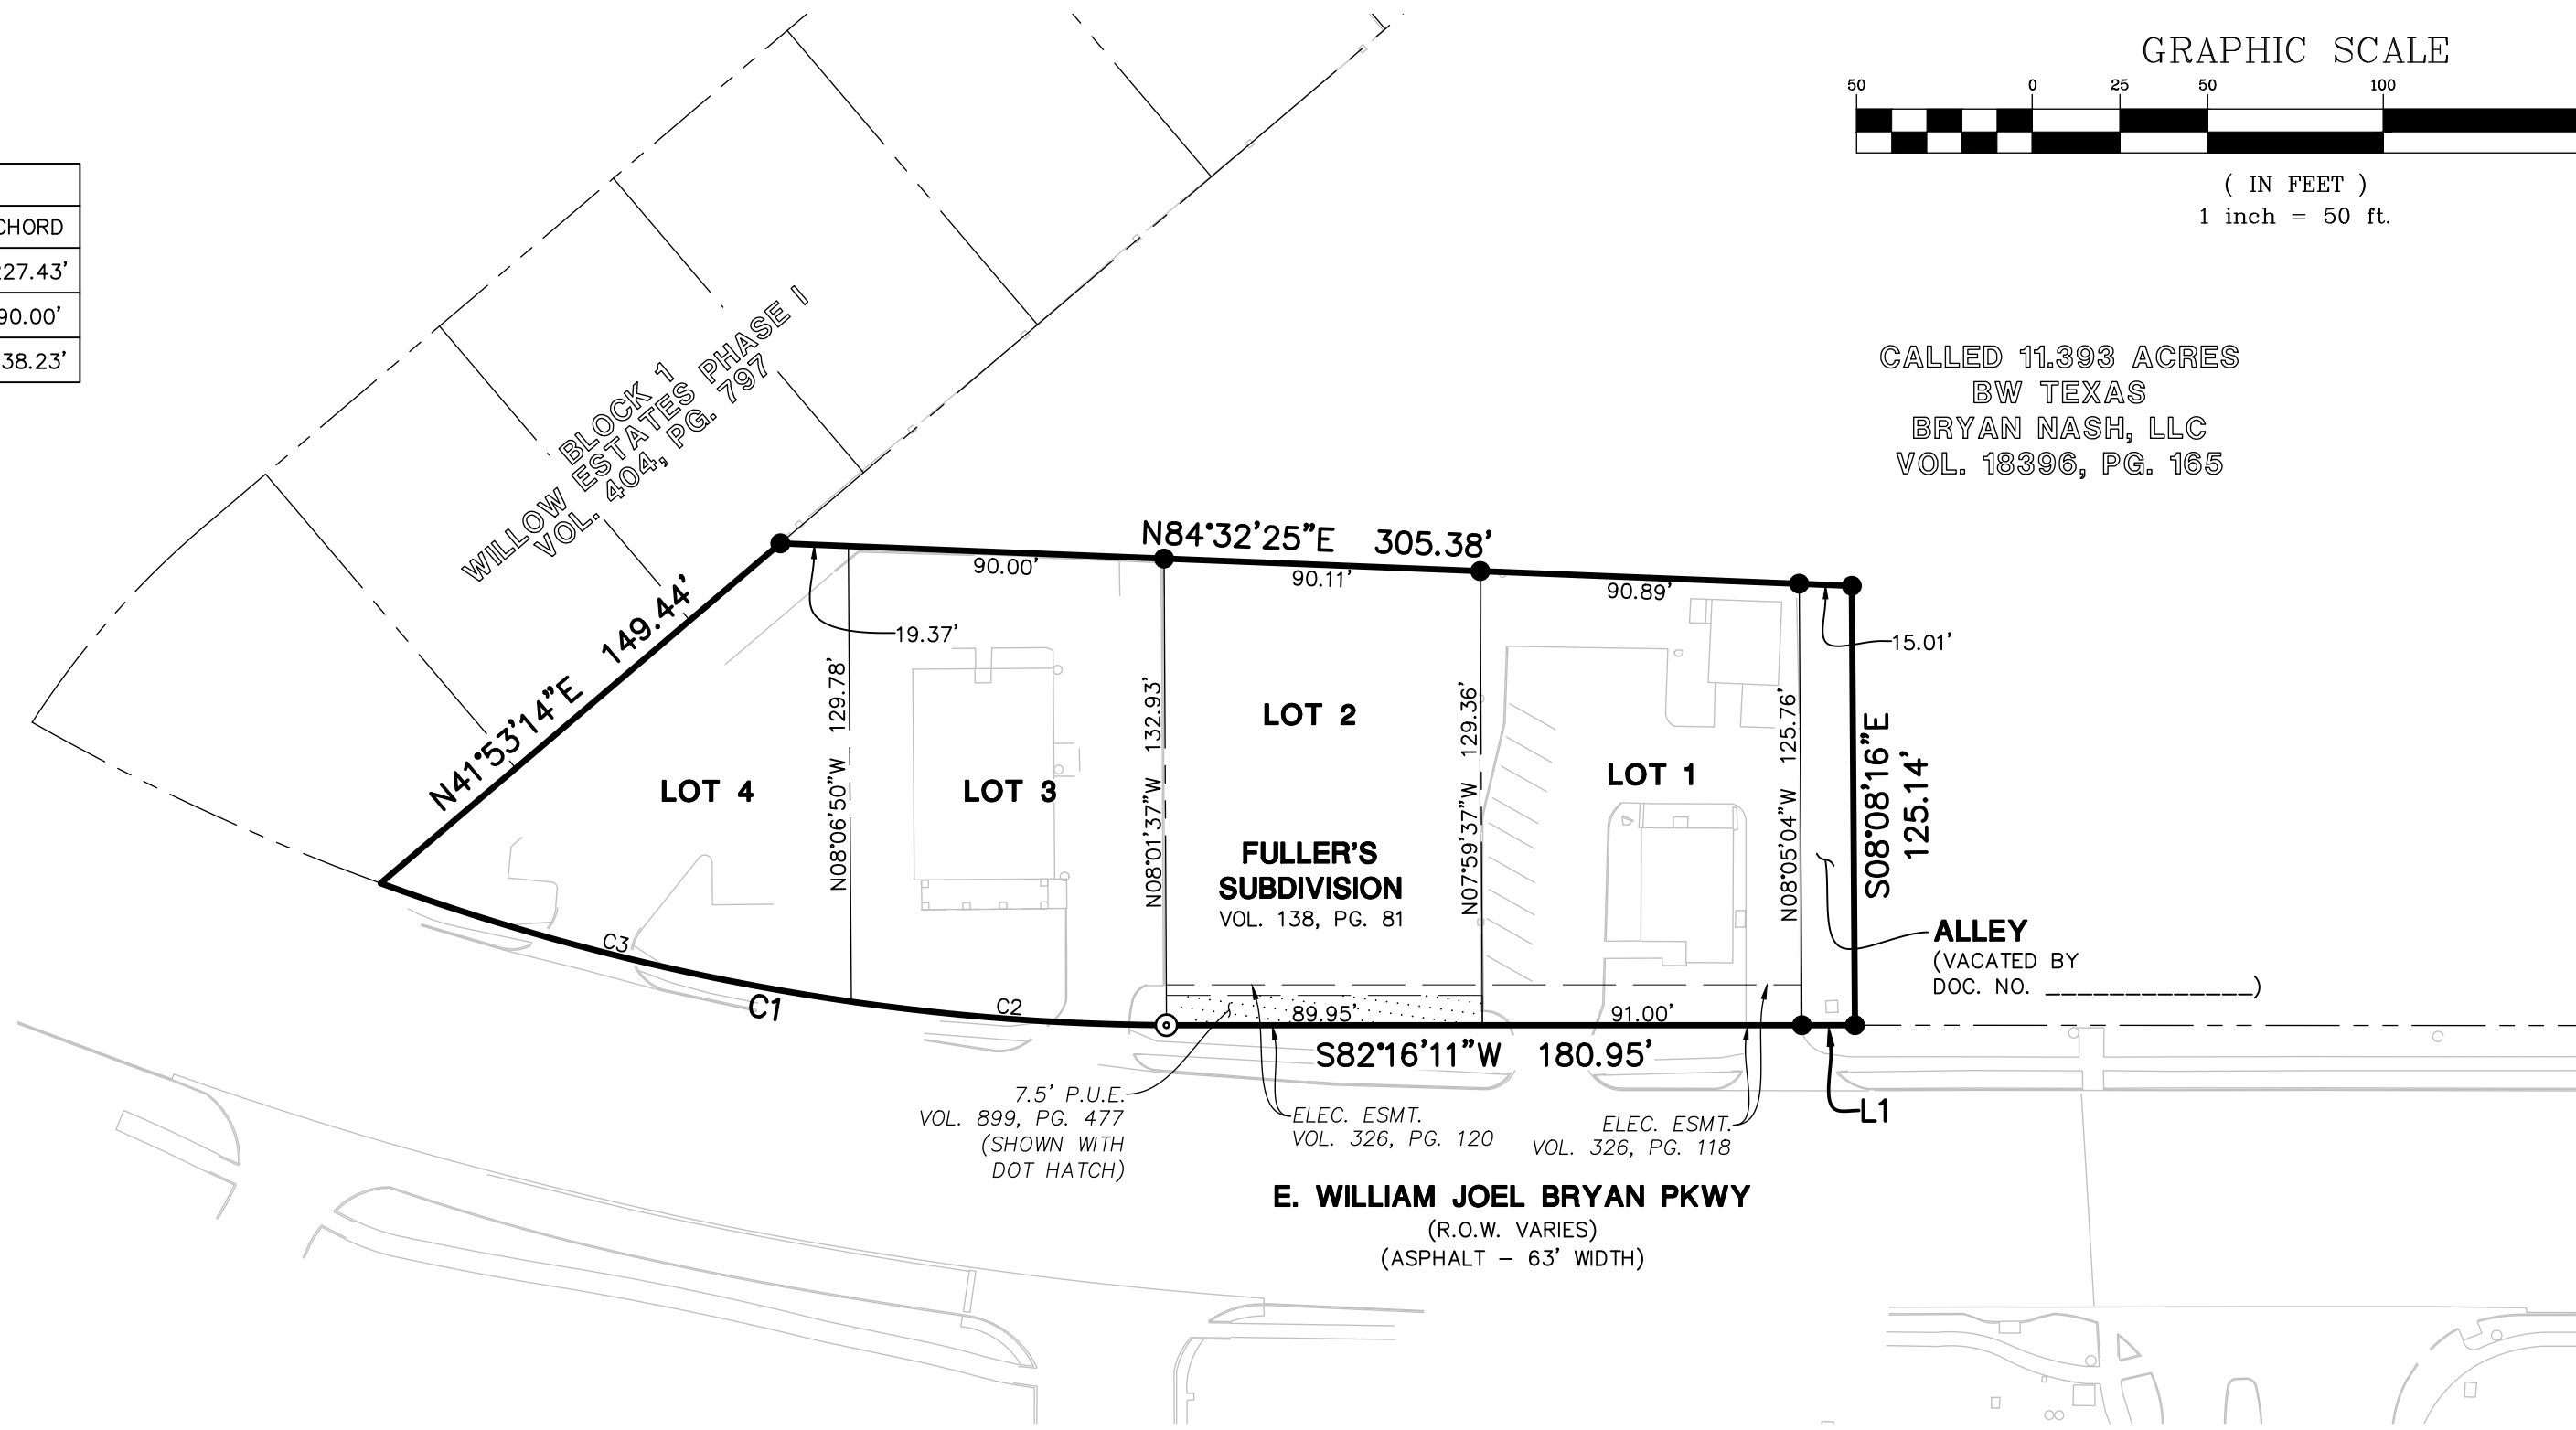 GRAPHIC SCALE
50 0 25 50 100
( IN FEET )
1 inch = 50 ft.
CHORD
227.43'
90.00'
38.23'
BLOCK 1
WILLOW ESTATES PHASE I
VOL. 404, PG. 797
CALLED 11.393 ACRES
BW TEXAS
BRYAN NASH, LLC
VOL. 18396, PG. 165
N84°32'25"E 305.38'
90.00'
90.11'
90.89'
19.37'
15.01'
N41°53'14"E 149.44'
N08°06'50"W 129.78'
N08°01'37"W 132.93'
N07°59'37"W 129.36'
N08°05'04"W 125.76'
S08°08'16"E
125.14'
LOT 4
LOT 3
LOT 2
LOT 1
FULLER'S
SUBDIVISION
VOL. 138, PG. 81
ALLEY
(VACATED BY
DOC. NO. _____________)
C3
C1
C2
89.95'
91.00'
S82°16'11"W 180.95'
L1
7.5' P.U.E.
VOL. 899, PG. 477
(SHOWN WITH
DOT HATCH)
ELEC. ESMT.
VOL. 326, PG. 120
ELEC. ESMT.
VOL. 326, PG. 118
E. WILLIAM JOEL BRYAN PKWY
(R.O.W. VARIES)
(ASPHALT – 63' WIDTH)